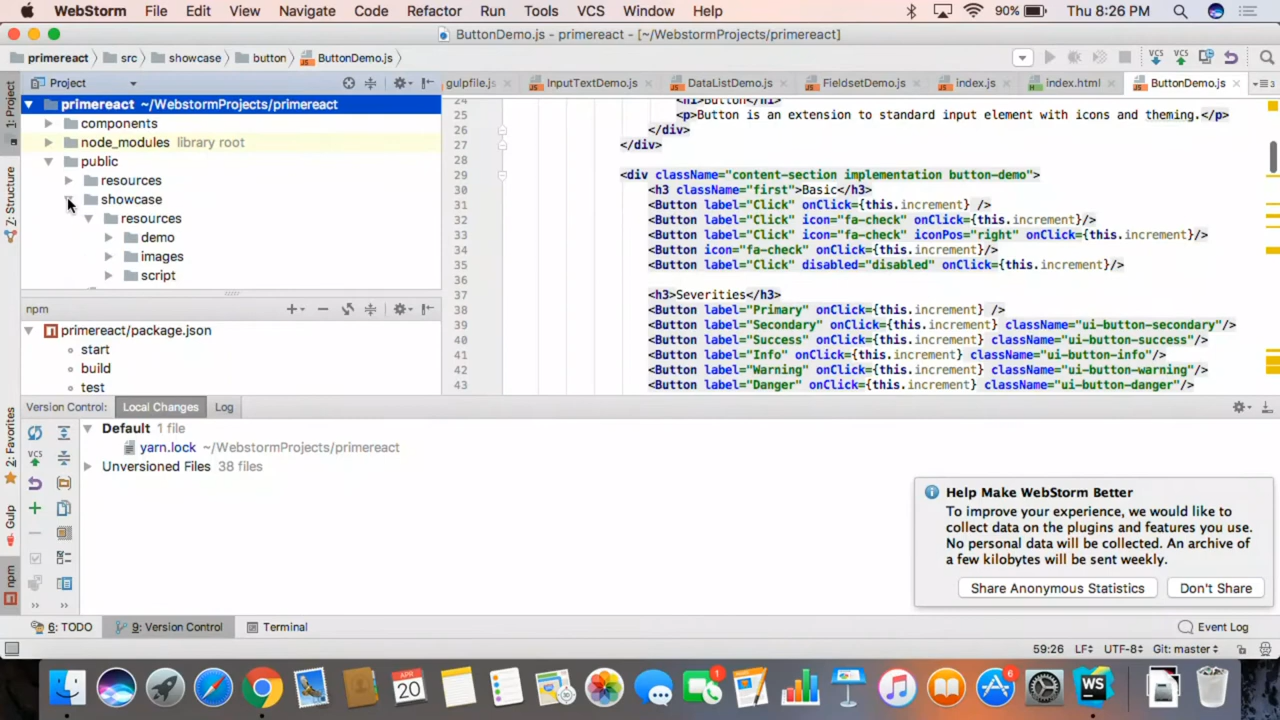 WebStorm File Edit View Navigate Code Refactor Run Tools VCS Window Help 90% Thu 8:26 PM
ButtonDemo.js - primereact - [~/WebstormProjects/primereact]
primereact src showcase button ButtonDemo.js
Project gulpfile.js InputTextDemo.js DataListDemo.js FieldsetDemo.js index.js index.html ButtonDemo.js
1: Project
Z: Structure
2: Favorites
Gulp
npm
primereact ~/WebstormProjects/primereact
components
node_modules library root
public
resources
showcase
resources
demo
images
script
24 <h1>Button</h1>
25 <p>Button is an extension to standard input element with icons and theming.</p>
26 </div>
27 </div>
28
29 <div className="content-section implementation button-demo">
30 <h3 className="first">Basic</h3>
31 <Button label="Click" onClick={this.increment} />
32 <Button label="Click" icon="fa-check" onClick={this.increment}/>
33 <Button label="Click" icon="fa-check" iconPos="right" onClick={this.increment}/>
34 <Button icon="fa-check" onClick={this.increment}/>
35 <Button label="Click" disabled="disabled" onClick={this.increment}/>
36
37 <h3>Severities</h3>
38 <Button label="Primary" onClick={this.increment} />
39 <Button label="Secondary" onClick={this.increment} className="ui-button-secondary"/>
40 <Button label="Success" onClick={this.increment} className="ui-button-success"/>
41 <Button label="Info" onClick={this.increment} className="ui-button-info"/>
42 <Button label="Warning" onClick={this.increment} className="ui-button-warning"/>
43 <Button label="Danger" onClick={this.increment} className="ui-button-danger"/>
npm
primereact/package.json
start
build
test
Version Control: Local Changes Log
Default 1 file
yarn.lock ~/WebstormProjects/primereact
Unversioned Files 38 files
VCS
Help Make WebStorm Better
To improve your experience, we would like to
collect data on the plugins and features you use.
No personal data will be collected. An archive of
a few kilobytes will be sent weekly.
Share Anonymous Statistics Don't Share
6: TODO 9: Version Control Terminal Event Log
59:26 LF UTF-8 Git: master
APR
20
1
6
WS